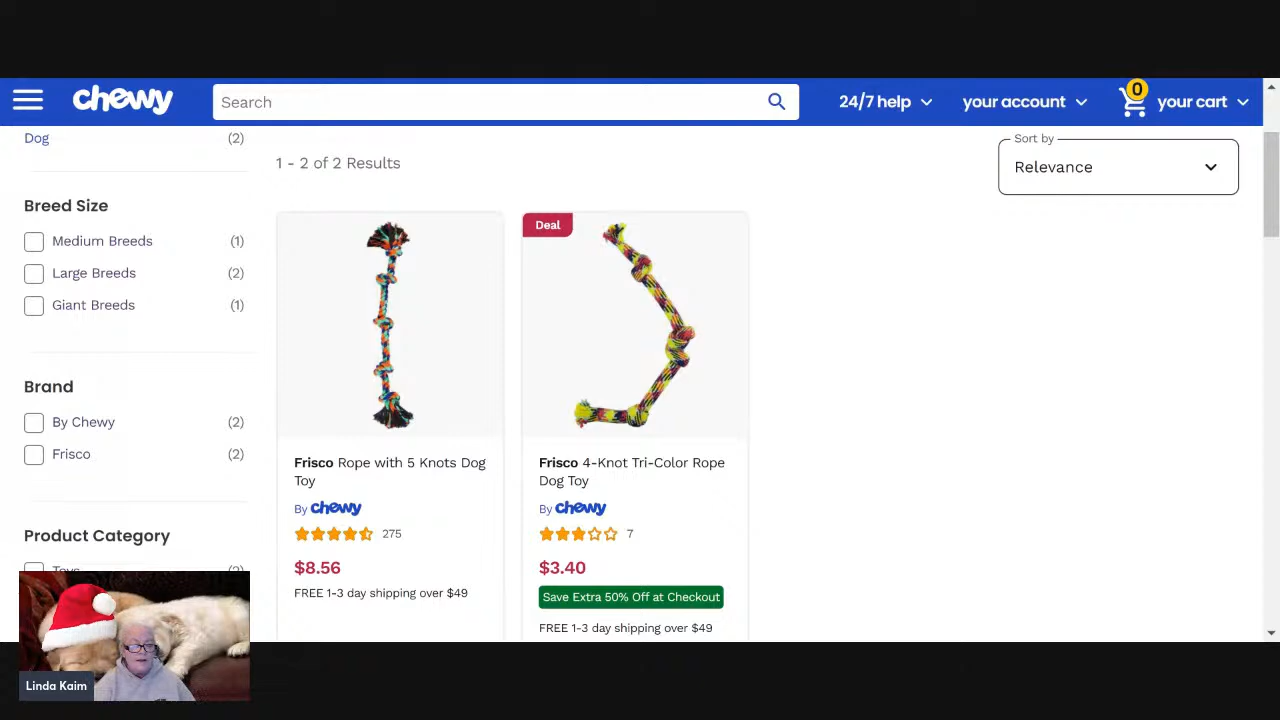 chewy
Search
24/7 help
your account
0
your cart
Dog (2)
1 - 2 of 2 Results
Sort by
Relevance
Breed Size
Medium Breeds (1)
Large Breeds (2)
Giant Breeds (1)
Brand
By Chewy (2)
Frisco (2)
Product Category
Toys (2)
Frisco Rope with 5 Knots Dog
Toy
By chewy
275
$8.56
FREE 1-3 day shipping over $49
Deal
Frisco 4-Knot Tri-Color Rope
Dog Toy
By chewy
7
$3.40
Save Extra 50% Off at Checkout
FREE 1-3 day shipping over $49
Linda Kaim